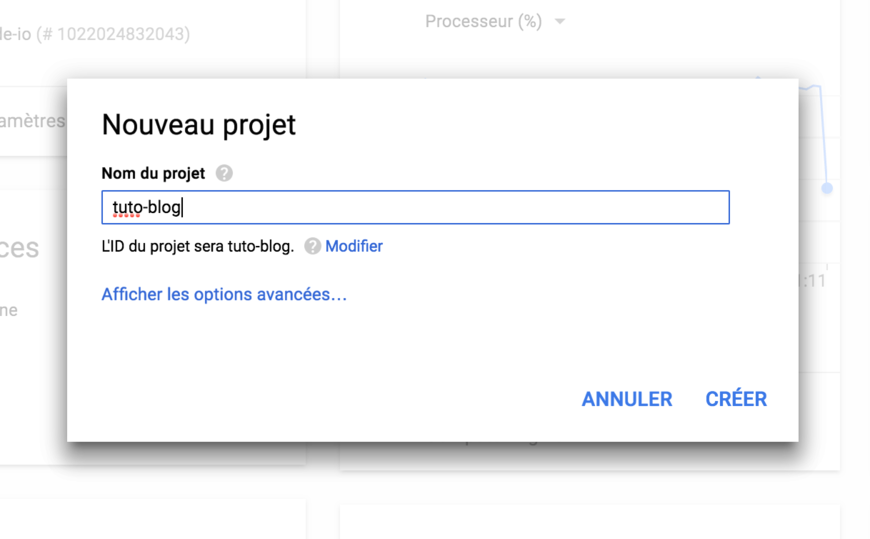 le-io (# 1022024832043)
Processeur (%)
Nouveau projet
Nom du projet ?
tuto-blog
L'ID du projet sera tuto-blog. ? Modifier
Afficher les options avancées…
ANNULER CRÉER
amètres
ces
ne
:11